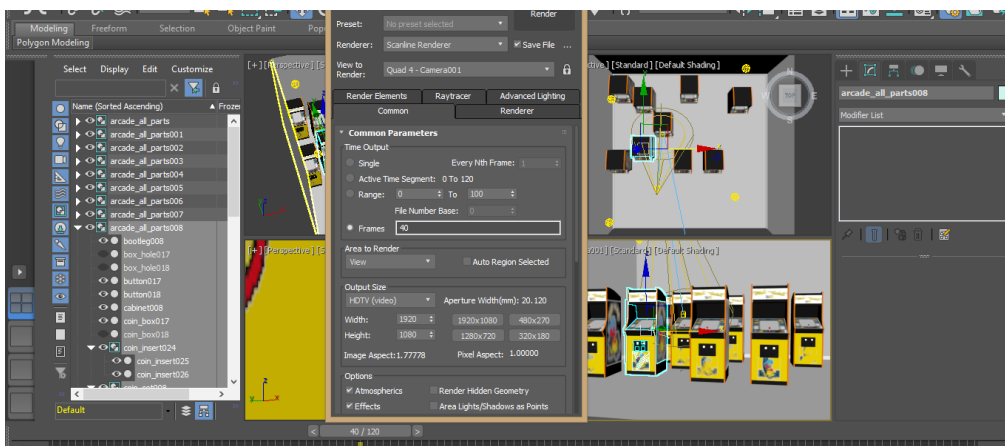 Modeling Freeform Selection Object Paint
Polygon Modeling
Select Display Edit Customize
Name (Sorted Ascending) ▲ Frozen
arcade_all_parts
arcade_all_parts001
arcade_all_parts002
arcade_all_parts003
arcade_all_parts004
arcade_all_parts005
arcade_all_parts006
arcade_all_parts007
arcade_all_parts008
bootleg008
box_hole017
box_hole018
button017
button018
cabinet008
coin_box017
coin_box018
coin_insert024
coin_insert025
coin_insert026
Default
Preset: No preset selected
Render
Renderer: Scanline Renderer Save File ...
View to
Render: Quad 4 - Camera001
Render Elements Raytracer Advanced Lighting
Common Renderer
Common Parameters
Time Output
Single Every Nth Frame: 1
Active Time Segment: 0 To 120
Range: 0 To 100
File Number Base: 0
Frames 40
Area to Render
View Auto Region Selected
Output Size
HDTV (video) Aperture Width(mm): 20.120
Width: 1920 1920x1080 480x270
Height: 1080 1280x720 320x180
Image Aspect: 1.77778 Pixel Aspect: 1.00000
Options
Atmospherics Render Hidden Geometry
Effects Area Lights/Shadows as Points
40 / 120
[Standard] [Default Shading]
TOP
N
E
S
W
[Standard] [Default Shading]
arcade_all_parts008
Modifier List